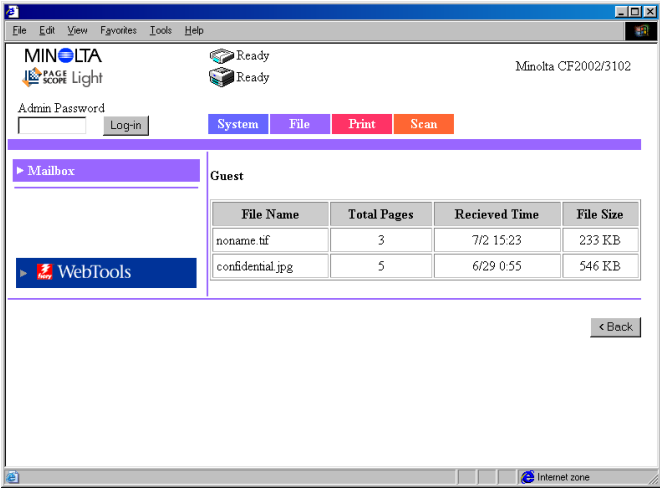 File Edit View Favorites Tools Help
MINOLTA
PAGE SCOPE Light
Ready
Ready
Minolta CF2002/3102
Admin Password
Log-in
System File Print Scan
Mailbox
Guest
File Name Total Pages Recieved Time File Size
noname.tif 3 7/2 15:23 233 KB
confidential.jpg 5 6/29 0:55 546 KB
WebTools
< Back
Internet zone